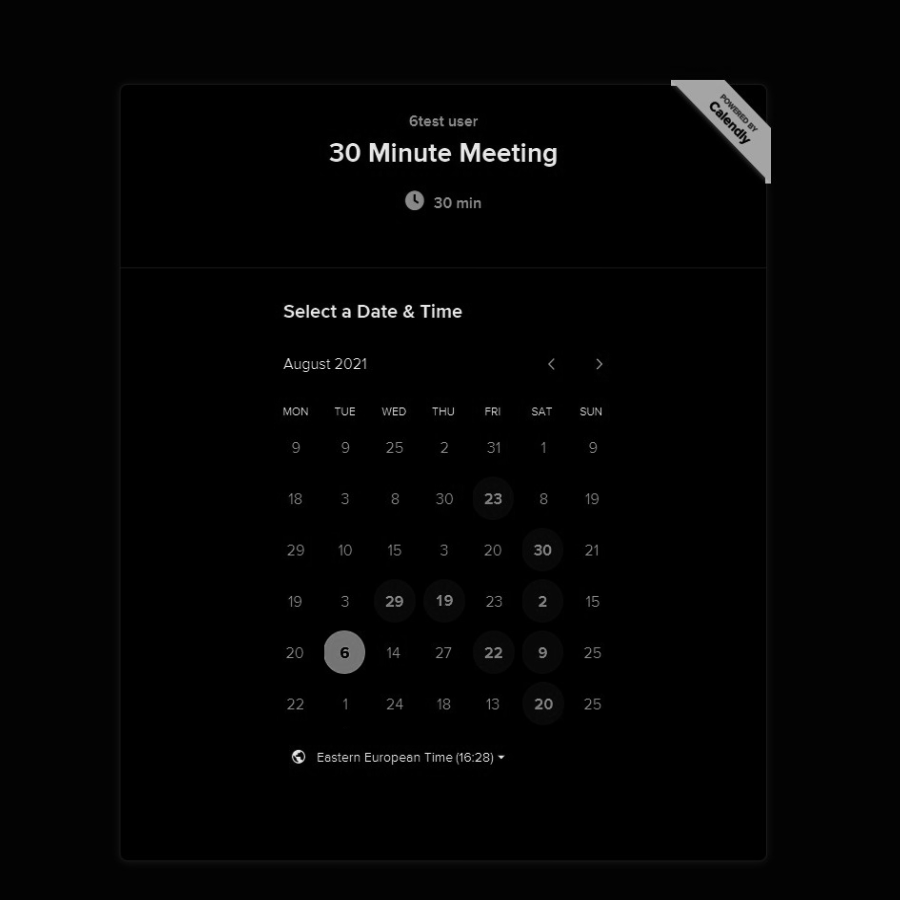 POWERED BY
Calendly
6test user
30 Minute Meeting
30 min
Select a Date & Time
August 2021
MON TUE WED THU FRI SAT SUN
9 9 25 2 31 1 9
18 3 8 30 23 8 19
29 10 15 3 20 30 21
19 3 29 19 23 2 15
20 6 14 27 22 9 25
22 1 24 18 13 20 25
Eastern European Time (16:28)